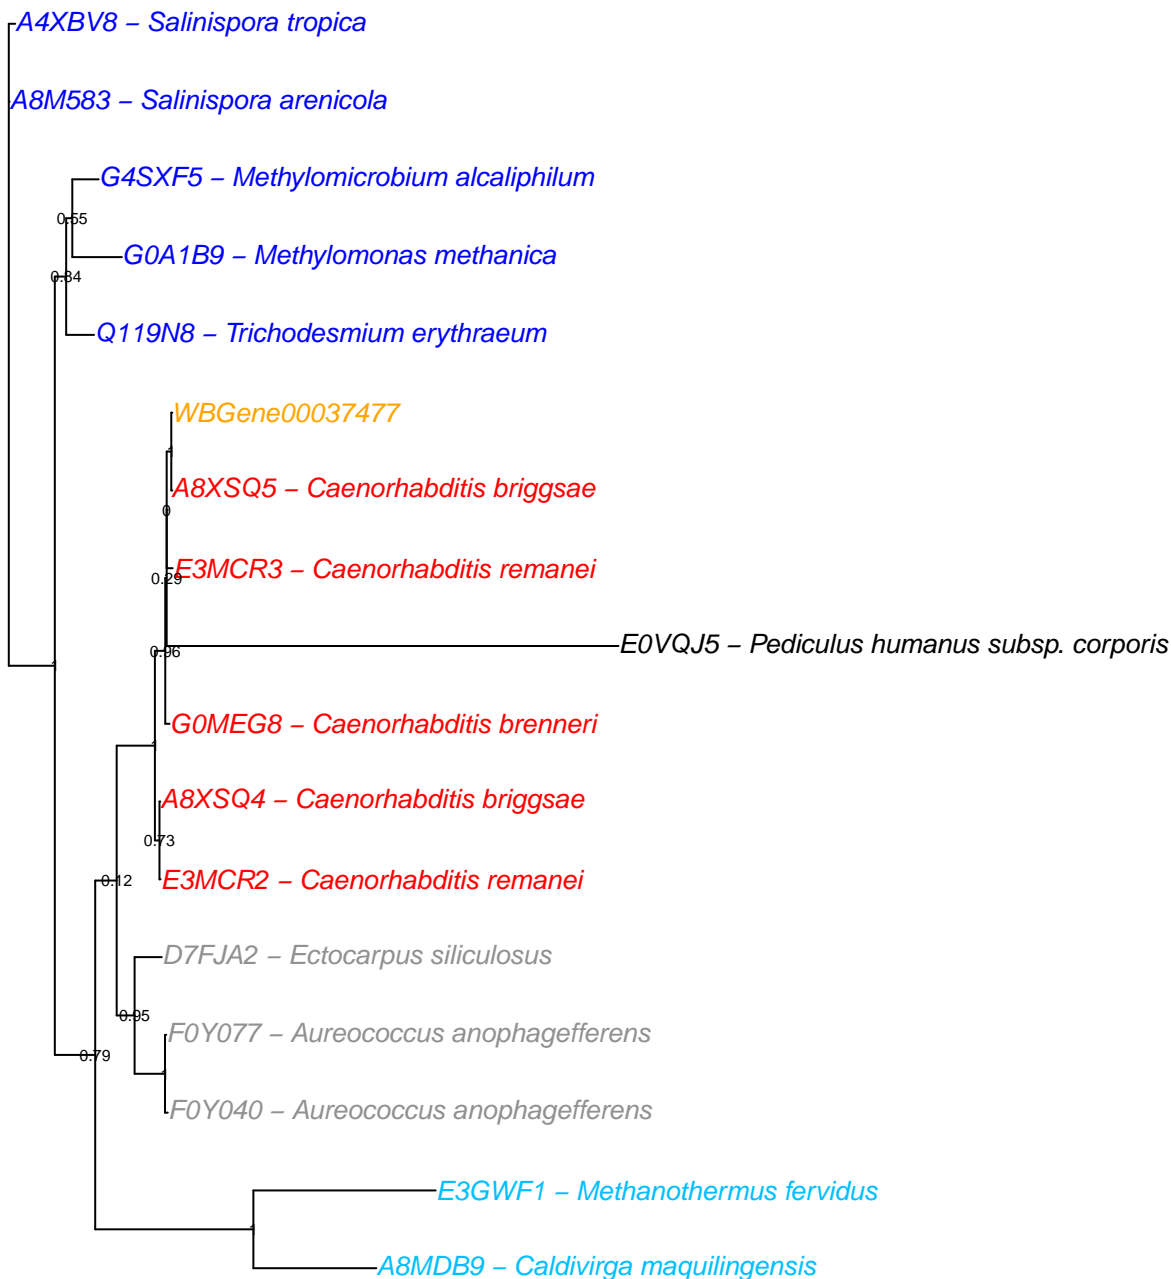 A4XBV8 − Salinispora tropica
A8M583 − Salinispora arenicola
G4SXF5 − Methylomicrobium alcaliphilum
0.55
G0A1B9 − Methylomonas methanica
0.84
Q119N8 − Trichodesmium erythraeum
WBGene00037477
1
A8XSQ5 − Caenorhabditis briggsae
0
E3MCR3 − Caenorhabditis remanei
0.29
E0VQJ5 − Pediculus humanus subsp. corporis
0.96
1
G0MEG8 − Caenorhabditis brenneri
1
A8XSQ4 − Caenorhabditis briggsae
0.73
E3MCR2 − Caenorhabditis remanei
0.12
D7FJA2 − Ectocarpus siliculosus
0.95
F0Y077 − Aureococcus anophagefferens
0.79
1
F0Y040 − Aureococcus anophagefferens
E3GWF1 − Methanothermus fervidus
1
A8MDB9 − Caldivirga maquilingensis